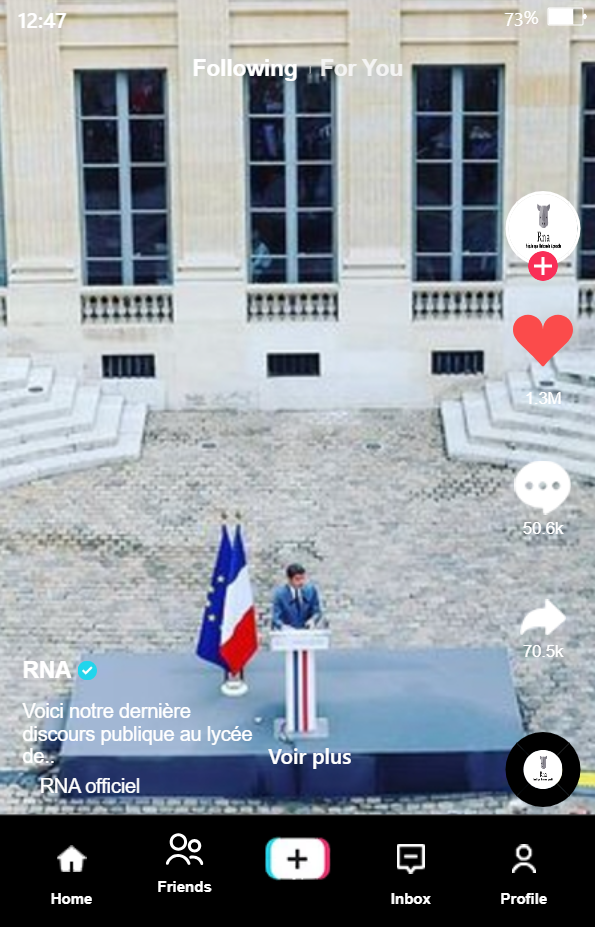 12:47
73%
Following | For You
Rna
1.3M
50.6k
70.5k
RNA
Voici notre dernière
discours publique au lycée
de..
Voir plus
RNA officiel
Home
Friends
Inbox
Profile